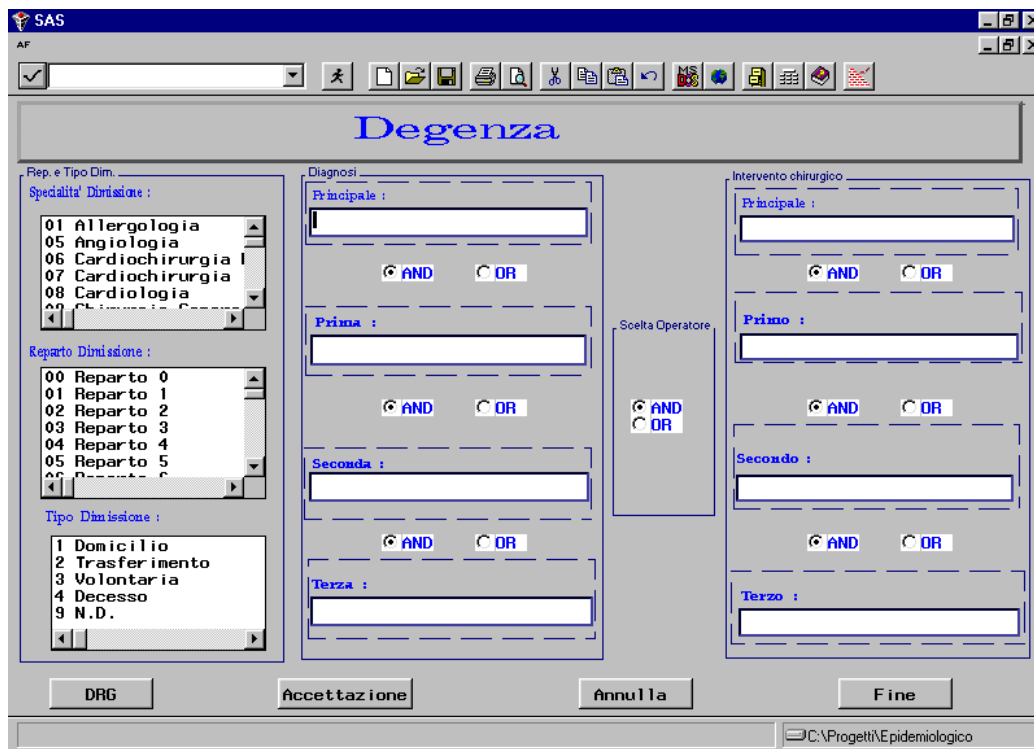 SAS
AF
MS
DOS
Degenza
Rep. e Tipo Dim.
Specialita' Dimissione :
01 Allergologia
05 Angiologia
06 Cardiochirurgia
07 Cardiochirurgia
08 Cardiologia
Reparto Dimissione :
00 Reparto 0
01 Reparto 1
02 Reparto 2
03 Reparto 3
04 Reparto 4
05 Reparto 5
Tipo Dimissione :
1 Domicilio
2 Trasferimento
3 Volontaria
4 Decesso
9 N.D.
Diagnosi
Principale :
AND OR
Prima :
AND OR
Seconda :
AND OR
Terza :
Scelta Operatore
AND
OR
Intervento chirurgico
Principale :
AND OR
Primo :
AND OR
Secondo :
AND OR
Terzo :
DRG Accettazione Annulla Fine
C:\Progetti\Epidemiologico